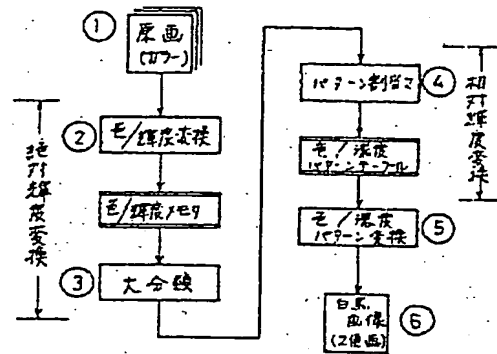 ①
原画
(カラー)
絶対輝度変換
②
色/輝度変換
色/輝度メモリ
③
大分類
パターン割当て
④
相対輝度変換
色/濃度
パターンテーブル
色/濃度
パターン変換
⑤
白黒
画像
(2値画)
⑥